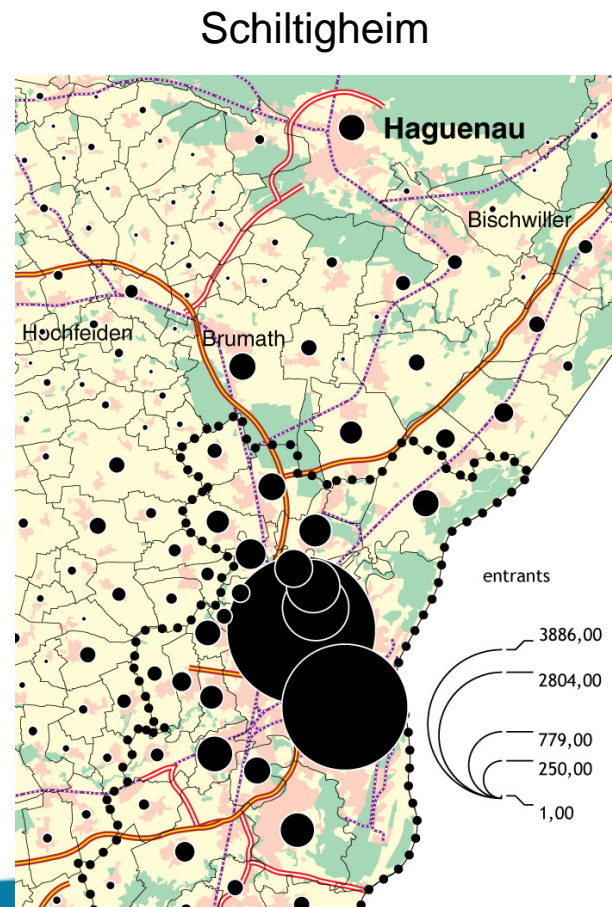 Schiltigheim
Haguenau
Bischwiller
Hochfelden
Brumath
entrants
3886,00
2804,00
779,00
250,00
1,00